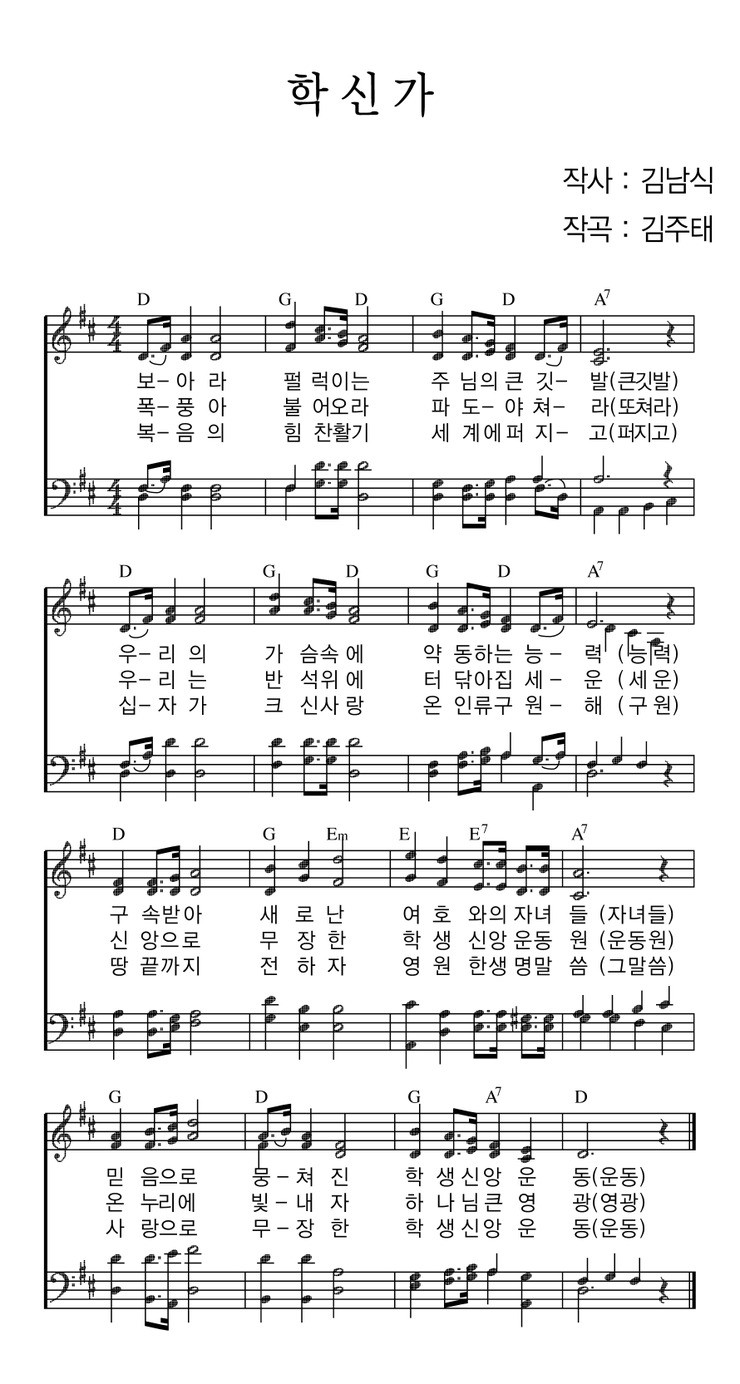 학신가
작사 : 김남식
작곡 : 김주태
D G D G D A7
보– 아 라 펄 럭이는 주 님의 큰 깃– 발(큰깃발)
폭– 풍 아 불 어오라 파 도– 야 쳐– 라(또쳐라)
복– 음 의 힘 찬활기 세 계에 퍼 지– 고(퍼지고)
D G D G D A7
우– 리 의 가 슴속 에 약 동하는 능– 력 (능력)
우– 리 는 반 석위 에 터 닦아집 세– 운 (세운)
십– 자 가 크 신사 랑 온 인류구 원– 해 (구원)
D G Em E E7 A7
구 속받아 새 로 난 여 호 와의 자녀 들 (자녀들)
신 앙으로 무 장 한 학 생 신앙 운동 원 (운동원)
땅 끝까지 전 하 자 영 원 한생 명말 씀 (그말씀)
G D G A7 D
믿 음으로 뭉– 쳐 진 학 생신앙 운 동(운동)
온 누리에 빛– 내 자 하 나님큰 영 광(영광)
사 랑으로 무– 장 한 학 생신앙 운 동(운동)